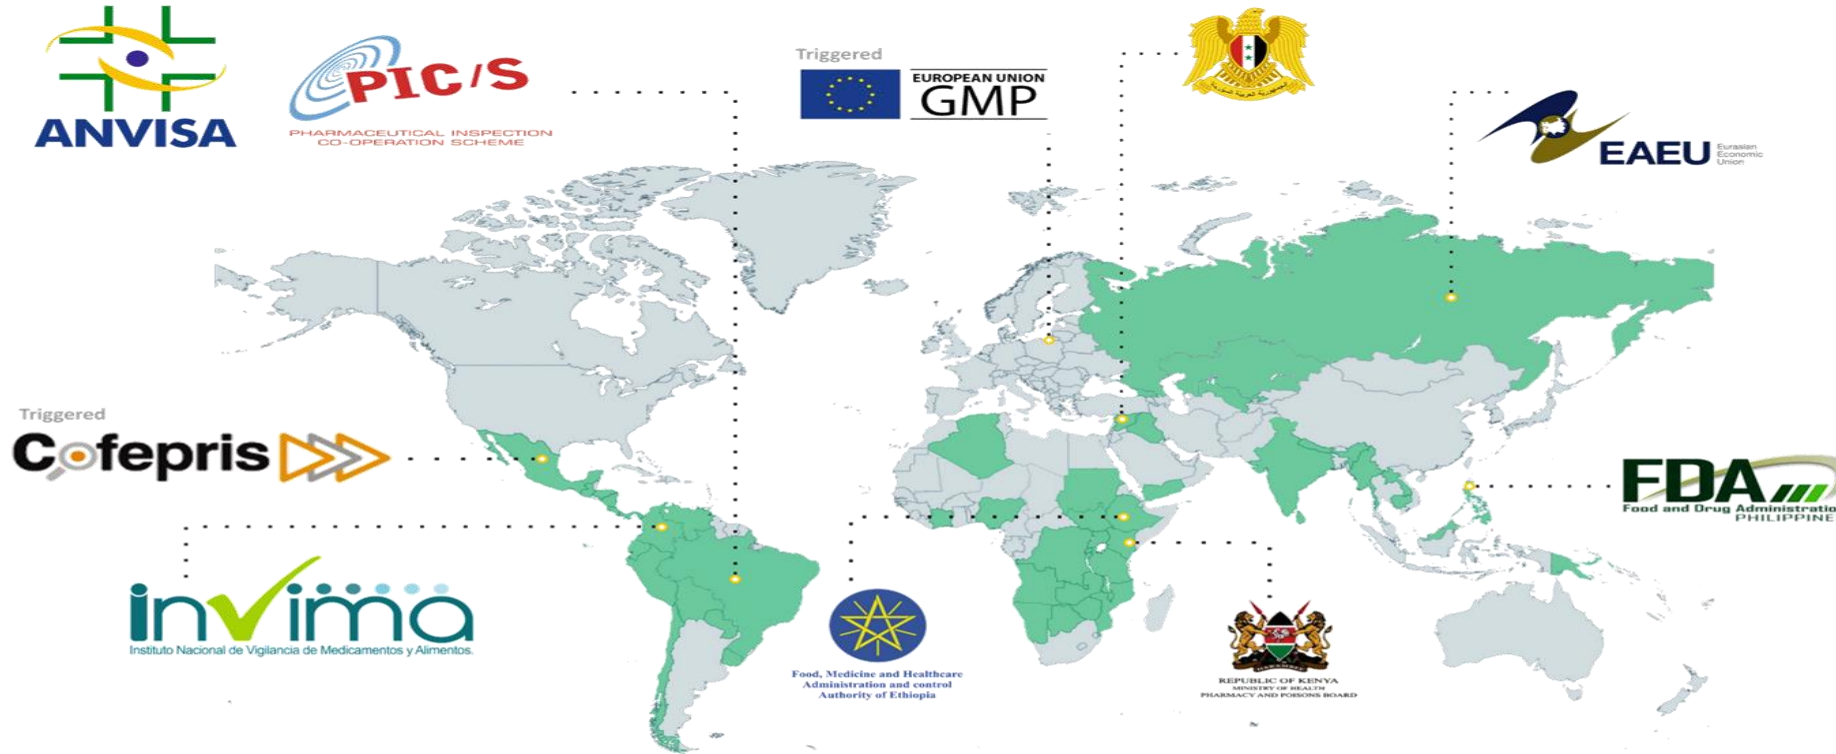 ANVISA
PIC/S
PHARMACEUTICAL INSPECTION
CO-OPERATION SCHEME
Triggered
EUROPEAN UNION
GMP
EAEU
Eurasian
Economic
Union
Triggered
Cofepris
FDA
Food and Drug Administratio
PHILIPPINE
invima
Instituto Nacional de Vigilancia de Medicamentos y Alimentos.
Food, Medicine and Healthcare
Administration and control
Authority of Ethiopia
HARAMBEE
REPUBLIC OF KENYA
MINISTRY OF HEALTH
PHARMACY AND POISONS BOARD